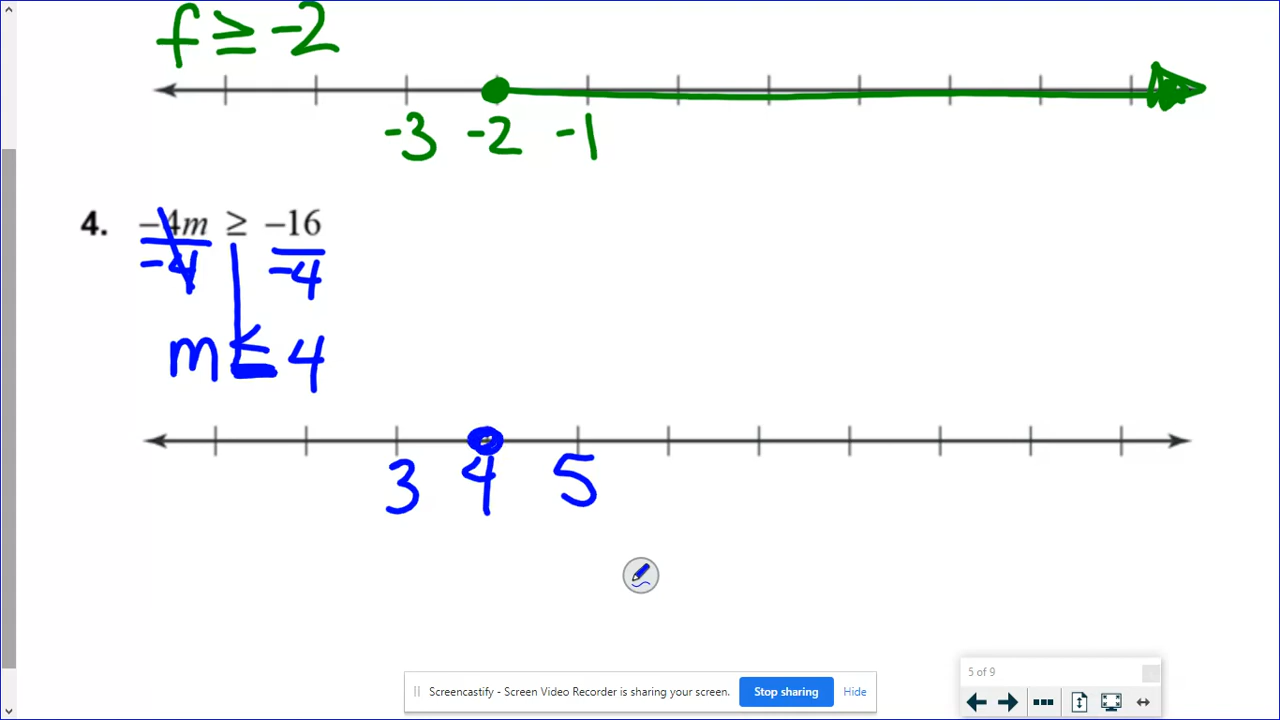 f ≥ -2
-3 -2 -1
4. -4m ≥ -16
-4 -4
m ≤ 4
3 4 5
5 of 9
Screencastify - Screen Video Recorder is sharing your screen. Stop sharing Hide